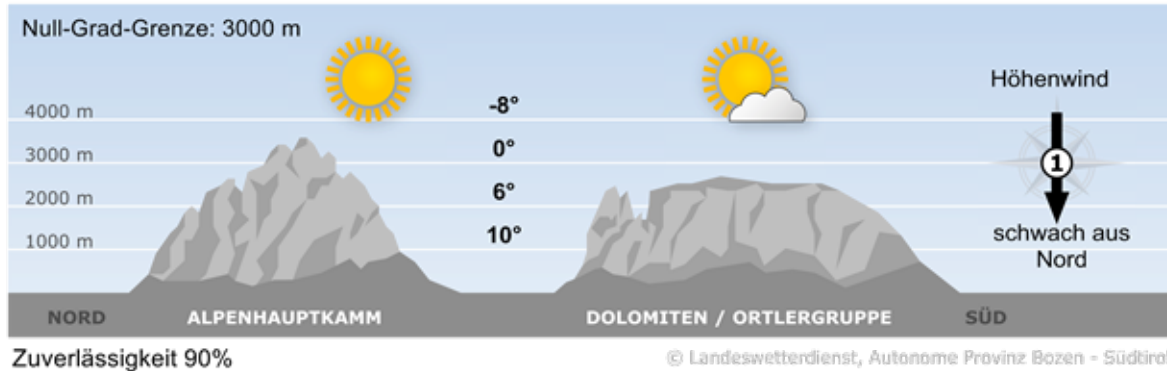 Null-Grad-Grenze: 3000 m
Höhenwind
4000 m
-8°
3000 m
0°
1
2000 m
6°
1000 m
10°
schwach aus
Nord
NORD
ALPENHAUPTKAMM
DOLOMITEN / ORTLERGRUPPE
SÜD
Zuverlässigkeit 90%
© Landeswetterdienst, Autonome Provinz Bozen - Südtirol